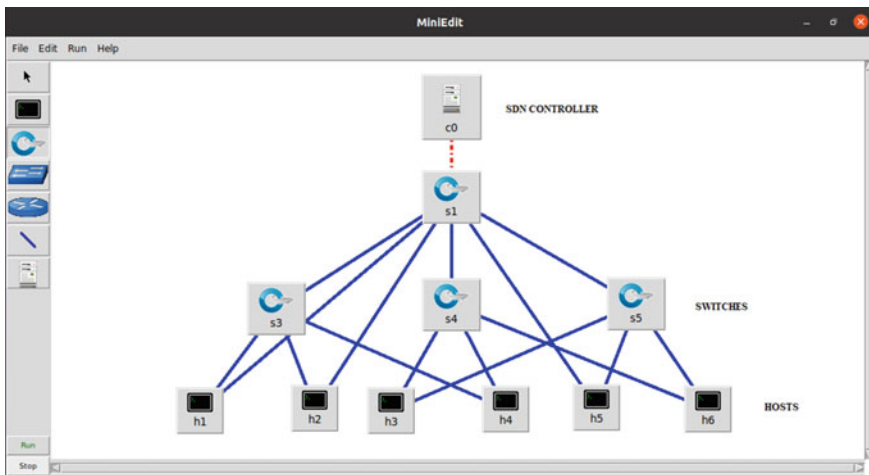 MiniEdit
File Edit Run Help
c0
SDN CONTROLLER
s1
s3
s4
s5
SWITCHES
h1
h2
h3
h4
h5
h6
HOSTS
Run
Stop